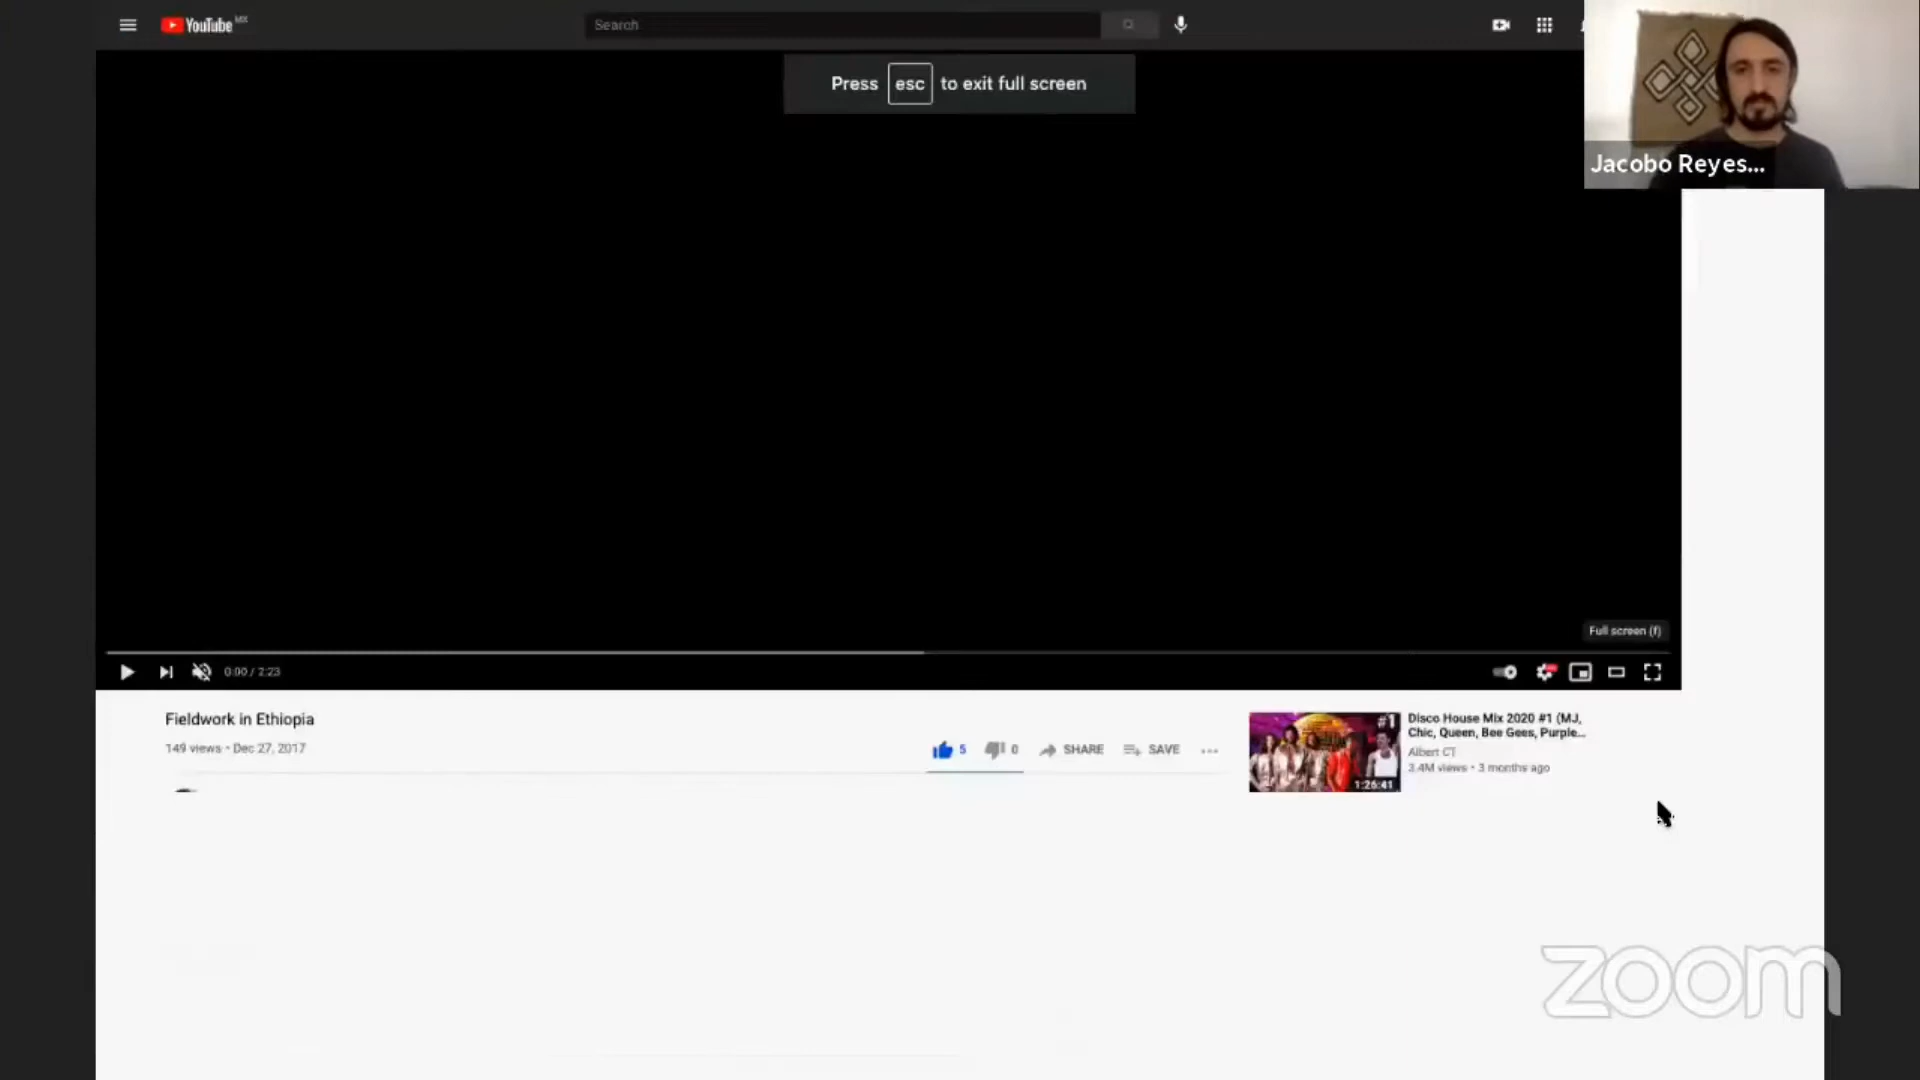 YouTube MX
Search
Press esc to exit full screen
Jacobo Reyes...
Full screen (f)
0:00 / 2:23
Fieldwork in Ethiopia
149 views • Dec 27, 2017
5
0
SHARE
SAVE
#1
1:26:41
Disco House Mix 2020 #1 (MJ,
Chic, Queen, Bee Gees, Purple...
Albert CT
3.4M views • 3 months ago
zoom